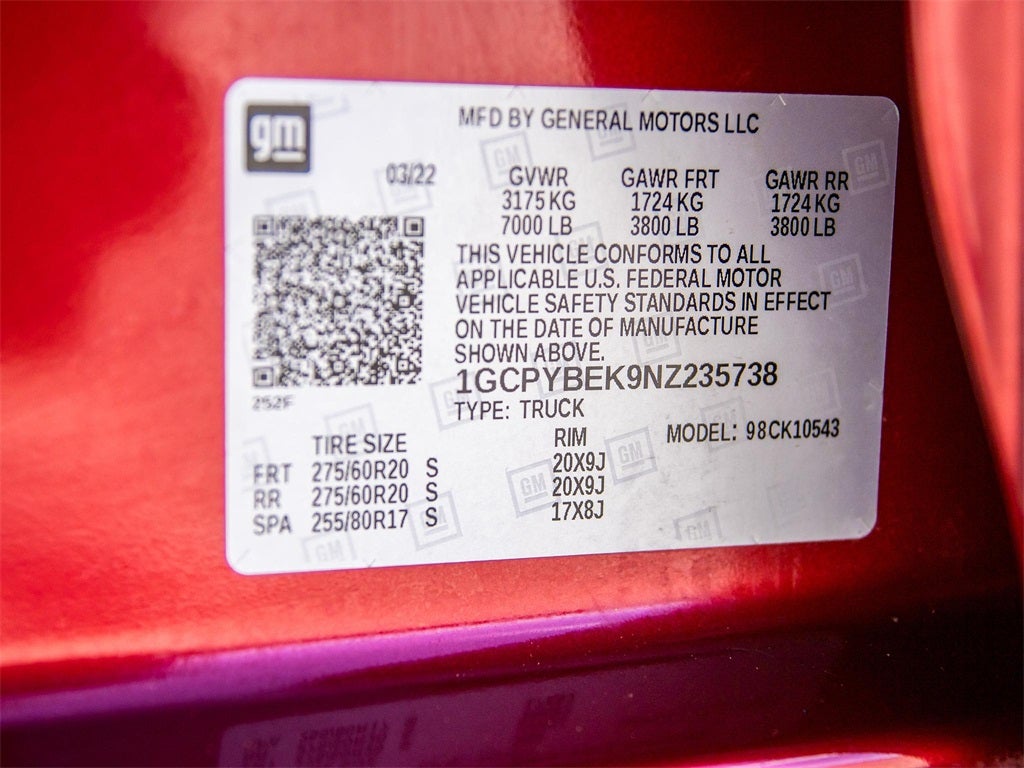 gm
MFD BY GENERAL MOTORS LLC
03/22
GVWR GAWR FRT GAWR RR
3175 KG 1724 KG 1724 KG
7000 LB 3800 LB 3800 LB
THIS VEHICLE CONFORMS TO ALL
APPLICABLE U.S. FEDERAL MOTOR
VEHICLE SAFETY STANDARDS IN EFFECT
ON THE DATE OF MANUFACTURE
SHOWN ABOVE.
1GCPYBEK9NZ235738
252F
TYPE: TRUCK
MODEL: 98CK10543
TIRE SIZE RIM
FRT 275/60R20 S 20X9J
RR 275/60R20 S 20X9J
SPA 255/80R17 S 17X8J